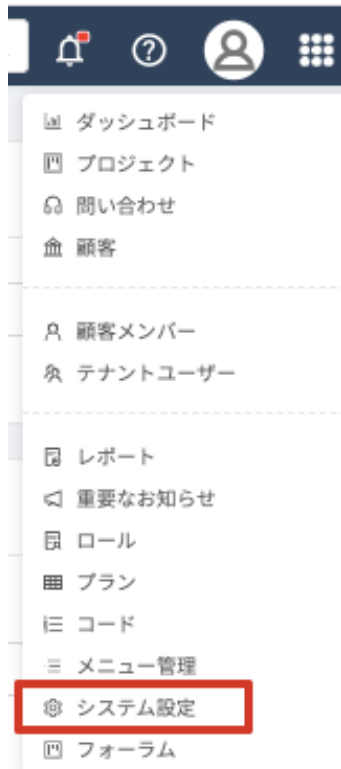 ダッシュボード
プロジェクト
問い合わせ
顧客
顧客メンバー
テナントユーザー
レポート
重要なお知らせ
ロール
プラン
コード
メニュー管理
システム設定
フォーラム